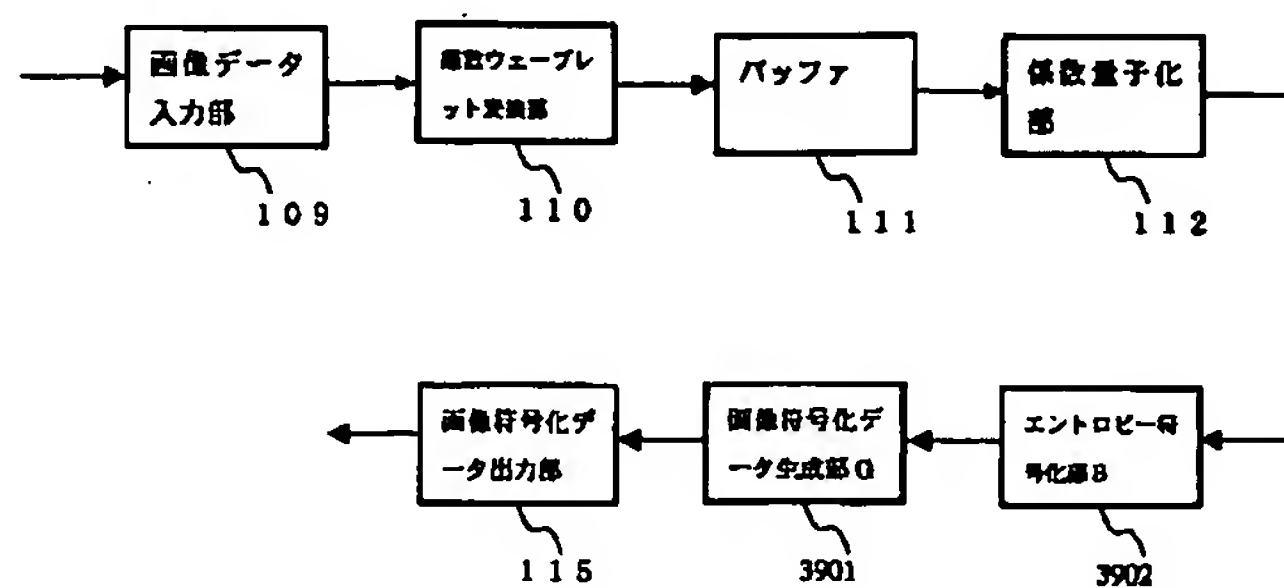 画像データ
入力部
離散ウェーブレ
ット変換部
バッファ
係数量子化
部
109
110
111
112
画像符号化デ
ータ出力部
画像符号化デ
ータ生成部G
エントロピー符
号化部B
115
3901
3902